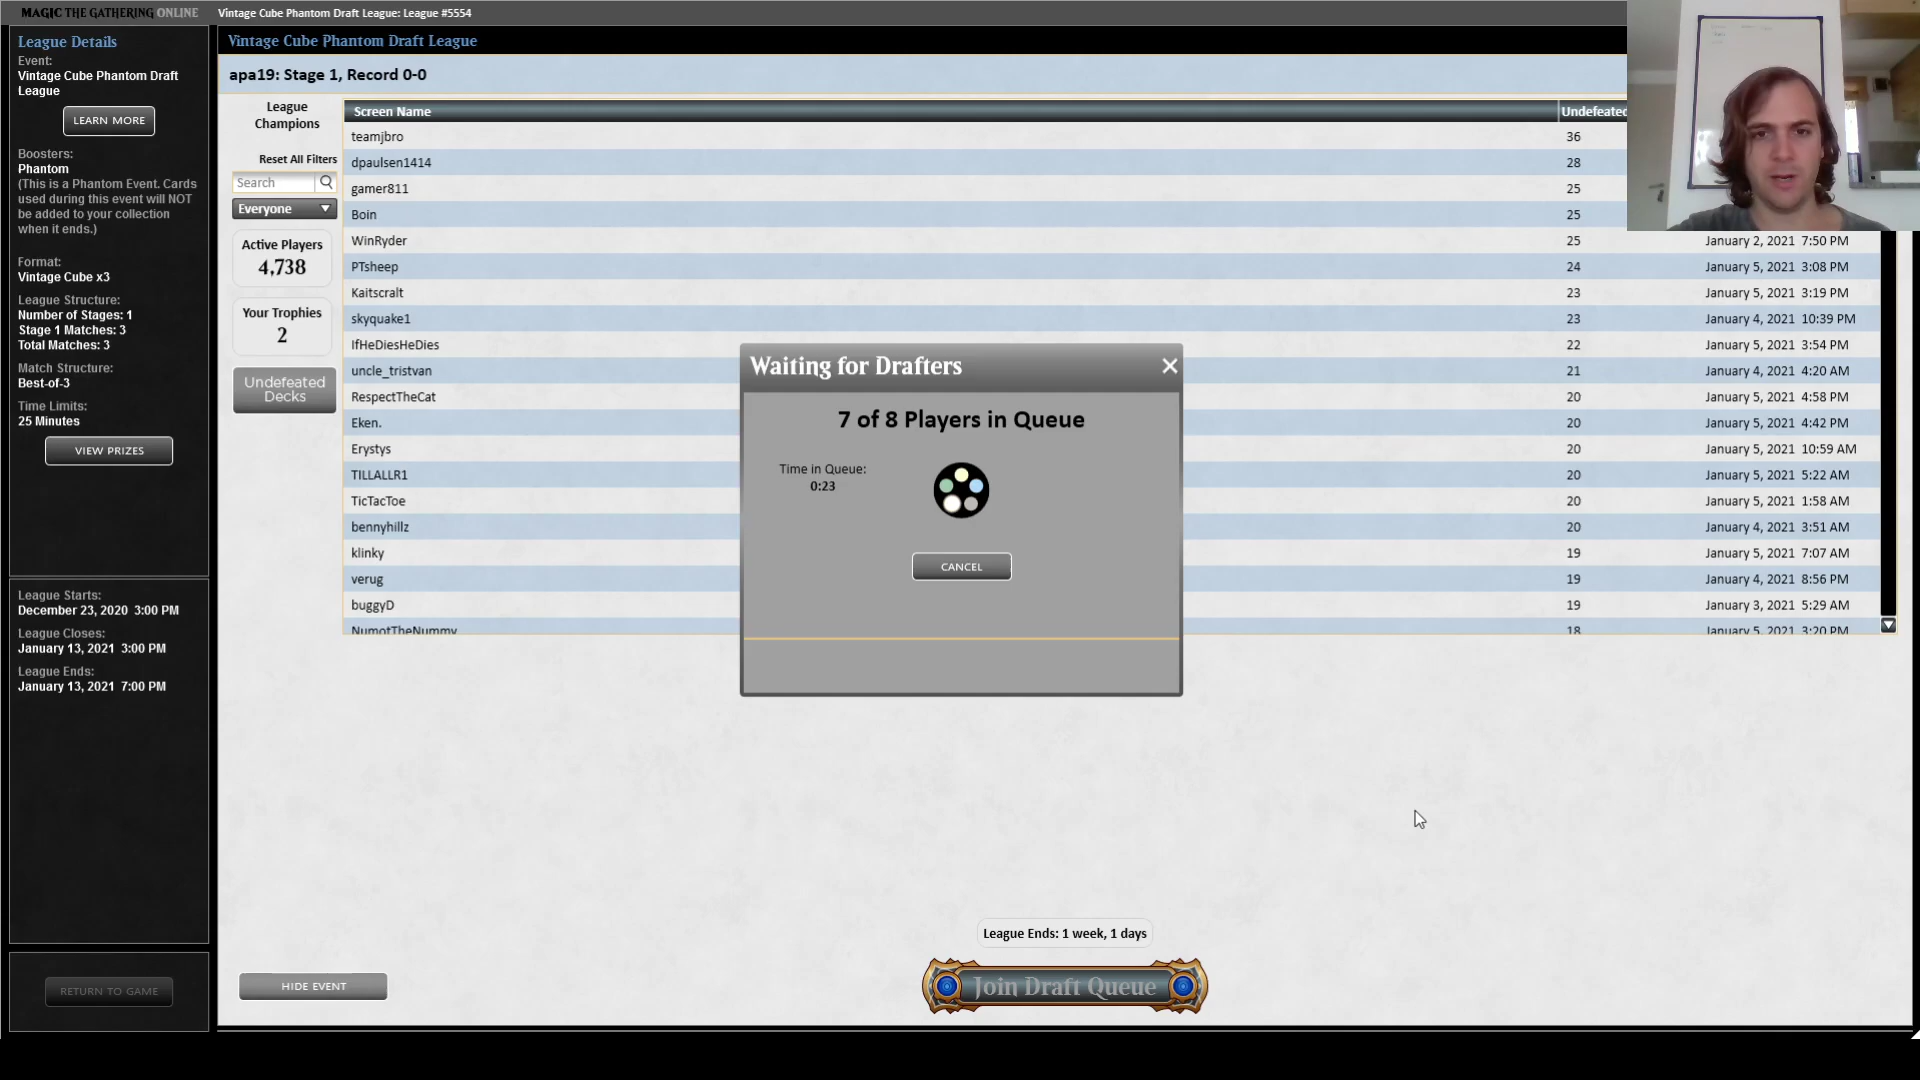 MAGIC THE GATHERING ONLINE
Vintage Cube Phantom Draft League: League #5554
League Details
Event:
Vintage Cube Phantom Draft
League
LEARN MORE
Boosters:
Phantom
(This is a Phantom Event. Cards
used during this event will NOT
be added to your collection
when it ends.)
Format:
Vintage Cube x3
League Structure:
Number of Stages: 1
Stage 1 Matches: 3
Total Matches: 3
Match Structure:
Best-of-3
Time Limits:
25 Minutes
VIEW PRIZES
League Starts:
December 23, 2020 3:00 PM
League Closes:
January 13, 2021 3:00 PM
League Ends:
January 13, 2021 7:00 PM
RETURN TO GAME
Vintage Cube Phantom Draft League
apa19: Stage 1, Record 0-0
League
Champions
Reset All Filters
Search
Everyone
Active Players
4,738
Your Trophies
2
Undefeated
Decks
Screen Name Undefeated
teamjbro 36
dpaulsen1414 28
gamer811 25
Boin 25
WinRyder 25 January 2, 2021 7:50 PM
PTsheep 24 January 5, 2021 3:08 PM
Kaitscralt 23 January 5, 2021 3:19 PM
skyquake1 23 January 4, 2021 10:39 PM
IfHeDiesHeDies 22 January 5, 2021 3:54 PM
uncle_tristvan 21 January 4, 2021 4:20 AM
RespectTheCat 20 January 5, 2021 4:58 PM
Eken. 20 January 5, 2021 4:42 PM
Erystys 20 January 5, 2021 10:59 AM
TILLALLR1 20 January 5, 2021 5:22 AM
TicTacToe 20 January 5, 2021 1:58 AM
bennyhillz 20 January 4, 2021 3:51 AM
klinky 19 January 5, 2021 7:07 AM
verug 19 January 4, 2021 8:56 PM
buggyD 19 January 3, 2021 5:29 AM
NumotTheNummy 18 January 5, 2021 3:20 PM
Waiting for Drafters
7 of 8 Players in Queue
Time in Queue:
0:23
CANCEL
League Ends: 1 week, 1 days
HIDE EVENT
Join Draft Queue